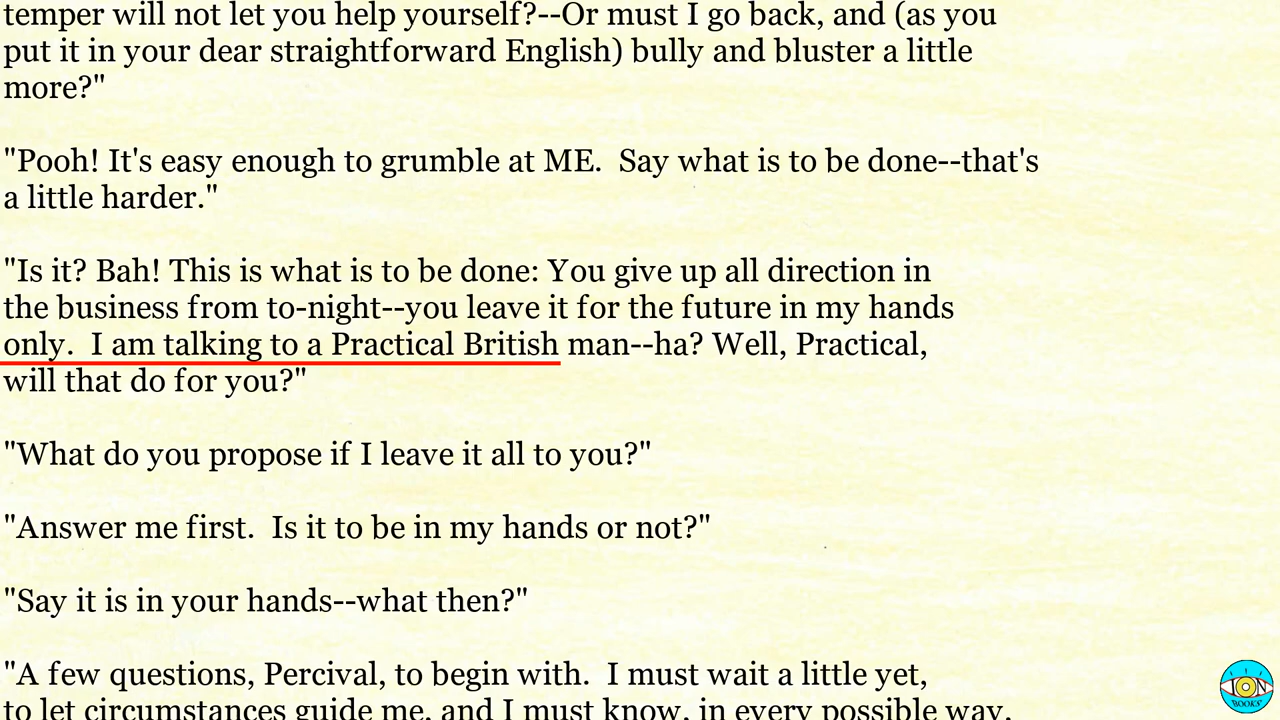 temper will not let you help yourself?--Or must I go back, and (as you
put it in your dear straightforward English) bully and bluster a little
more?"
"Pooh! It's easy enough to grumble at ME.  Say what is to be done--that's
a little harder."
"Is it? Bah! This is what is to be done: You give up all direction in
the business from to-night--you leave it for the future in my hands
only.  I am talking to a Practical British man--ha? Well, Practical,
will that do for you?"
"What do you propose if I leave it all to you?"
"Answer me first.  Is it to be in my hands or not?"
"Say it is in your hands--what then?"
"A few questions, Percival, to begin with.  I must wait a little yet,
to let circumstances guide me, and I must know, in every possible way,
ION
BOOKS